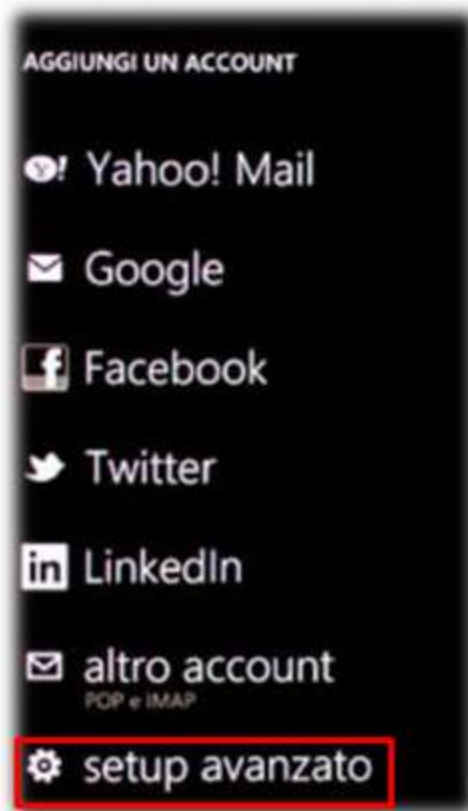 AGGIUNGI UN ACCOUNT
Yahoo! Mail
Google
Facebook
Twitter
LinkedIn
altro account
POP e IMAP
setup avanzato